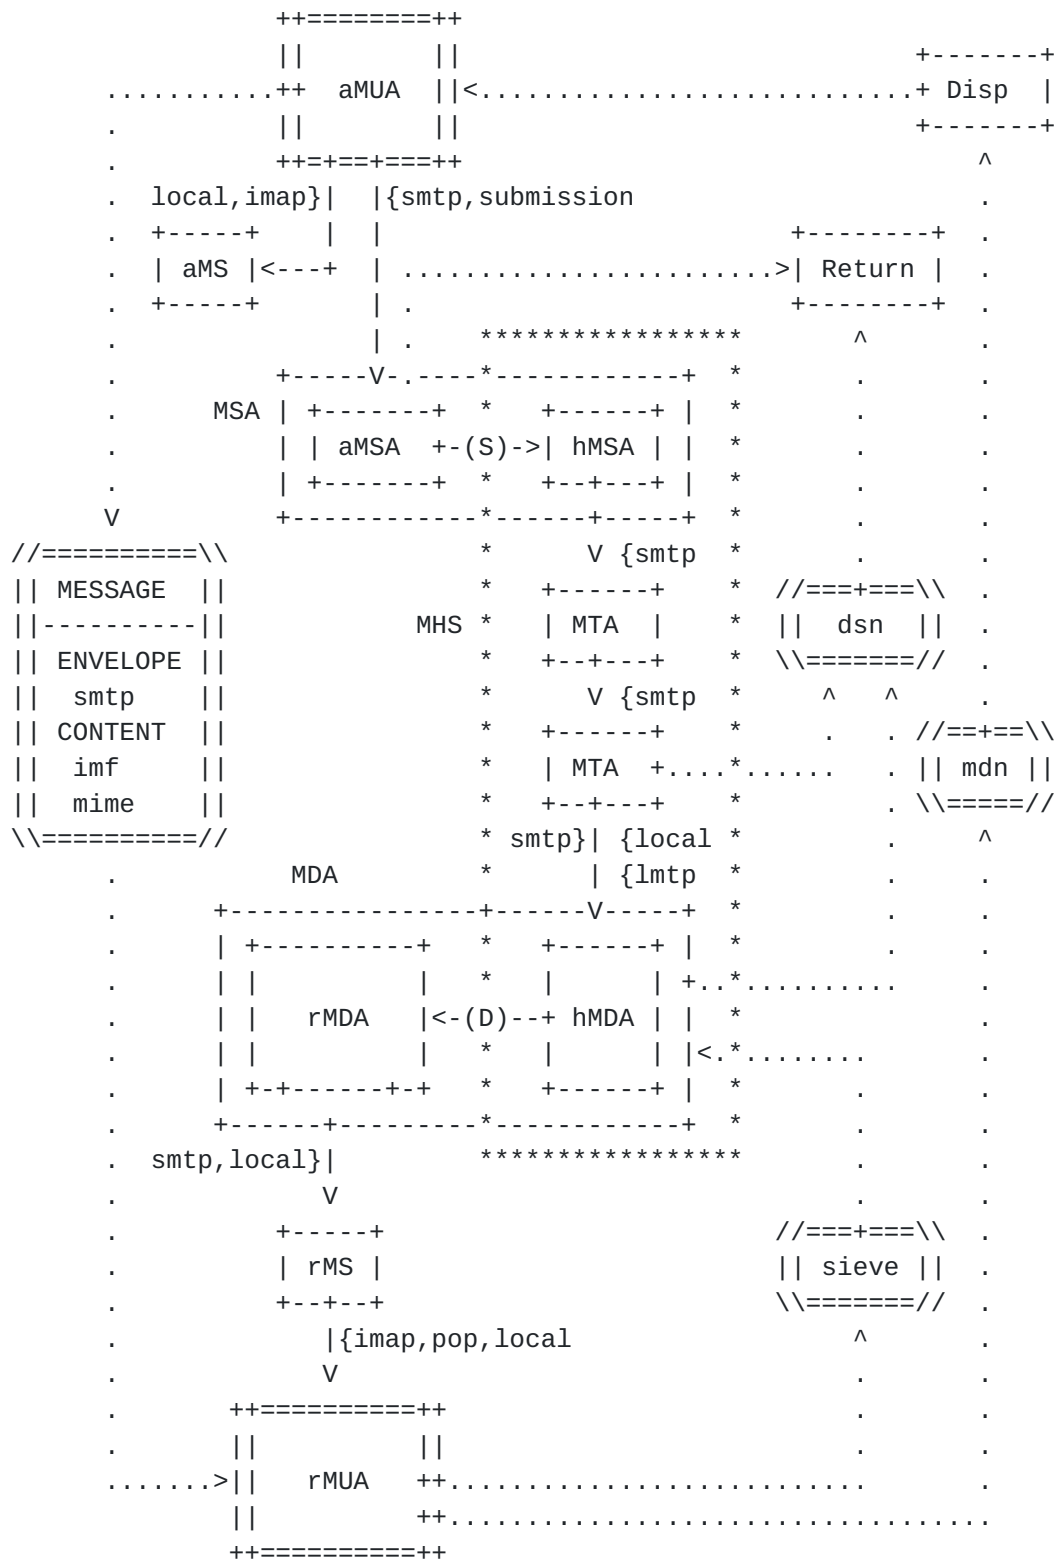 aMUA Disp
local,imap} {smtp,submission
aMS Return
MSA
aMSA (S) hMSA
{smtp
MESSAGE
MHS MTA dsn
ENVELOPE
smtp {smtp
CONTENT
imf MTA mdn
mime
smtp} {local
MDA {lmtp
rMDA (D) hMDA
smtp,local}
rMS sieve
{imap,pop,local
rMUA